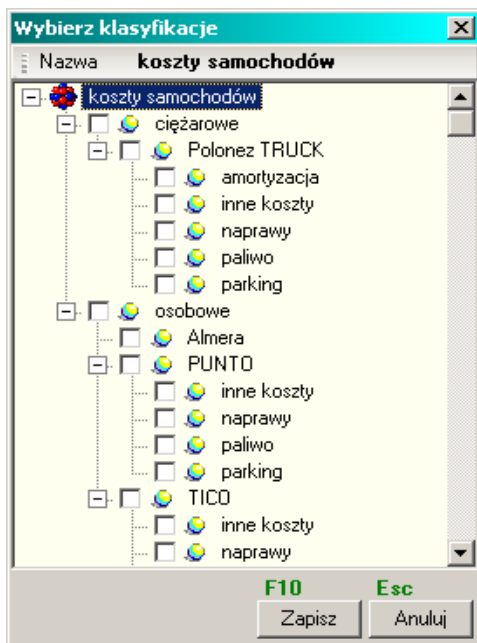 Wybierz klasyfikacje
Nazwa koszty samochodów
koszty samochodów
ciężarowe
Polonez TRUCK
amortyzacja
inne koszty
naprawy
paliwo
parking
osobowe
Almera
PUNTO
inne koszty
naprawy
paliwo
parking
TICO
inne koszty
naprawy
F10 Esc
Zapisz Anuluj